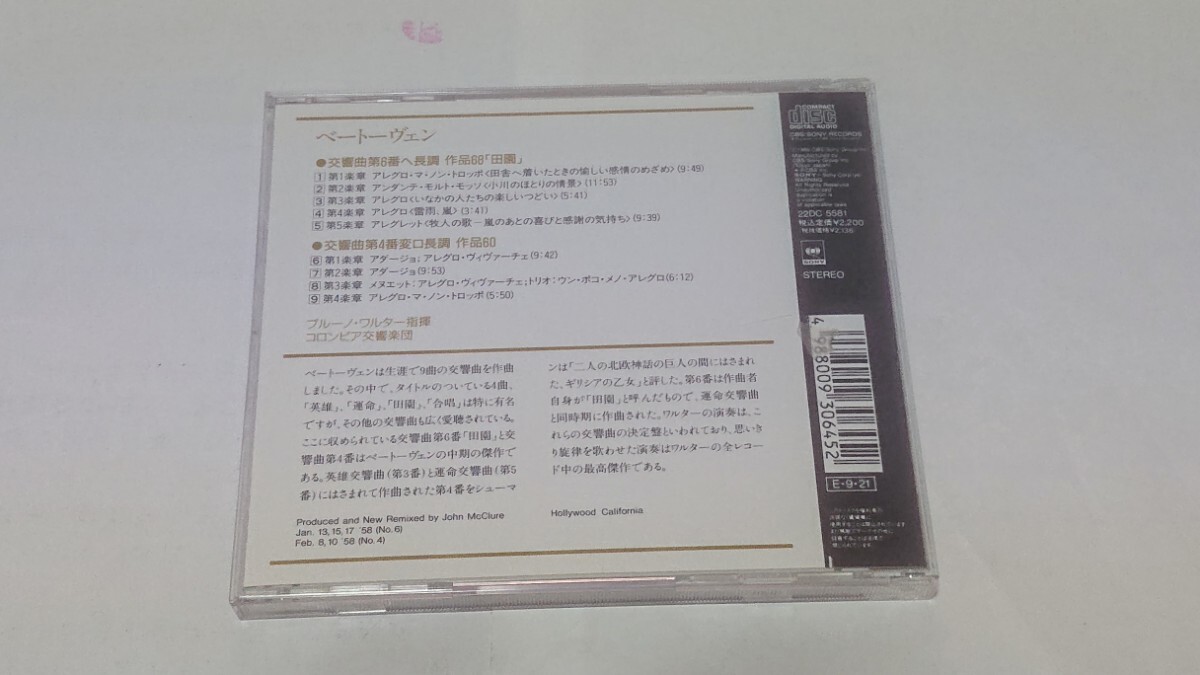 ベートーヴェン
●交響曲第6番ヘ長調 作品68「田園」
1 第1楽章 アレグロ・マ・ノン・トロッポ〈田舎へ着いたときの愉しい感情のめざめ〉(9:49)
2 第2楽章 アンダンテ・モルト・モッソ〈小川のほとりの情景〉(11:53)
3 第3楽章 アレグロ〈いなかの人たちの楽しいつどい〉(5:41)
4 第4楽章 アレグロ〈雷雨、嵐〉(3:41)
5 第5楽章 アレグレット〈牧人の歌－嵐のあとの喜びと感謝の気持ち〉(9:39)
●交響曲第4番変ロ長調 作品60
6 第1楽章 アダージョ；アレグロ・ヴィヴァーチェ(9:42)
7 第2楽章 アダージョ(9:53)
8 第3楽章 メヌエット：アレグロ・ヴィヴァーチェ；トリオ：ウン・ポコ・メノ・アレグロ(6:12)
9 第4楽章 アレグロ・マ・ノン・トロッポ(5:50)
ブルーノ・ワルター指揮
コロンビア交響楽団
ベートーヴェンは生涯で9曲の交響曲を作曲
しました。その中で、タイトルのついている4曲、
「英雄」、「運命」、「田園」、「合唱」は特に有名
ですが、その他の交響曲も広く愛聴されている。
ここに収められている交響曲第6番「田園」と交
響曲第4番はベートーヴェンの中期の傑作で
ある。英雄交響曲(第3番)と運命交響曲(第5
番)にはさまれて作曲された第4番をシューマ
ンは「二人の北欧神話の巨人の間にはさまれ
た、ギリシアの乙女」と評した。第6番は作曲者
自身が「田園」と呼んだもので、運命交響曲
と同時期に作曲された。ワルターの演奏は、こ
れらの交響曲の決定盤といわれており、思いき
り旋律を歌わせた演奏はワルターの全レコー
ド中の最高傑作である。
Produced and New Remixed by John McClure
Jan. 13, 15, 17 '58 (No. 6)
Feb. 8, 10 '58 (No. 4)
Hollywood California
COMPACT
disc
DIGITAL AUDIO
CBS/SONY RECORDS
22DC 5581
税込定価¥2,200
税抜価格¥2,136
SONY
STEREO
4 988009 306452
E・9・21